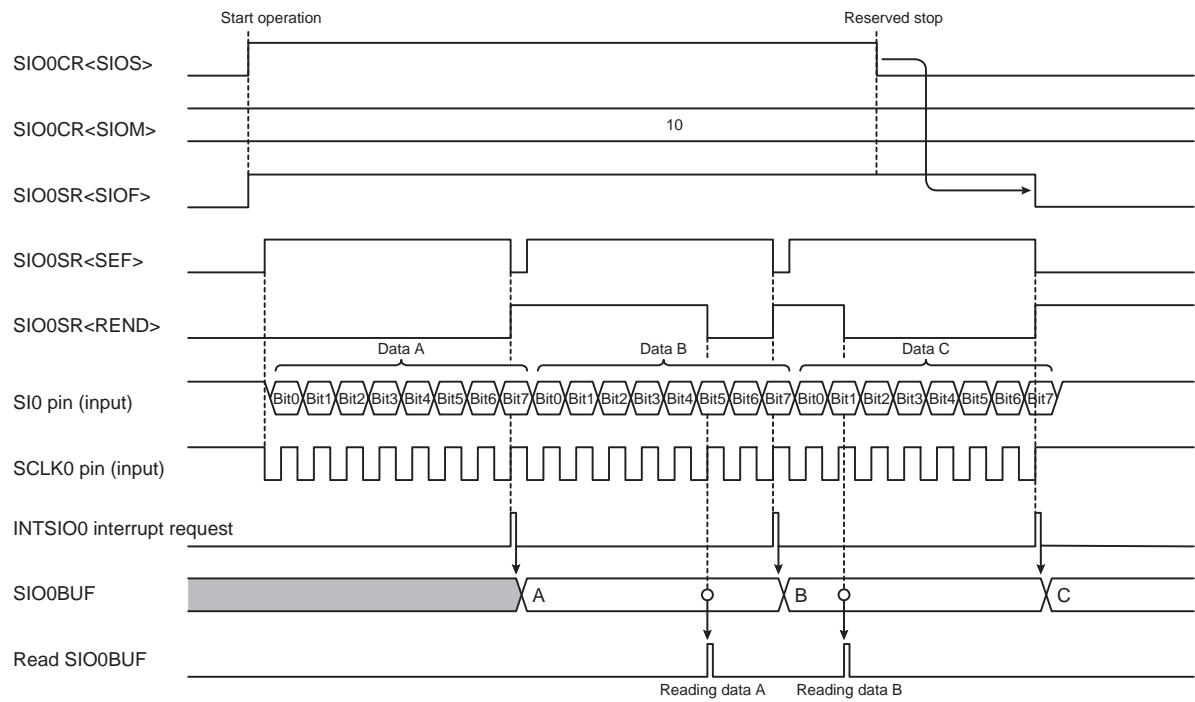 Start operation
Reserved stop
SIO0CR<SIOS>
SIO0CR<SIOM>
10
SIO0SR<SIOF>
SIO0SR<SEF>
SIO0SR<REND>
Data A
Data B
Data C
SI0 pin (input)
Bit0 Bit1 Bit2 Bit3 Bit4 Bit5 Bit6 Bit7 Bit0 Bit1 Bit2 Bit3 Bit4 Bit5 Bit6 Bit7 Bit0 Bit1 Bit2 Bit3 Bit4 Bit5 Bit6 Bit7
SCLK0 pin (input)
INTSIO0 interrupt request
SIO0BUF
A
B
C
Read SIO0BUF
Reading data A
Reading data B